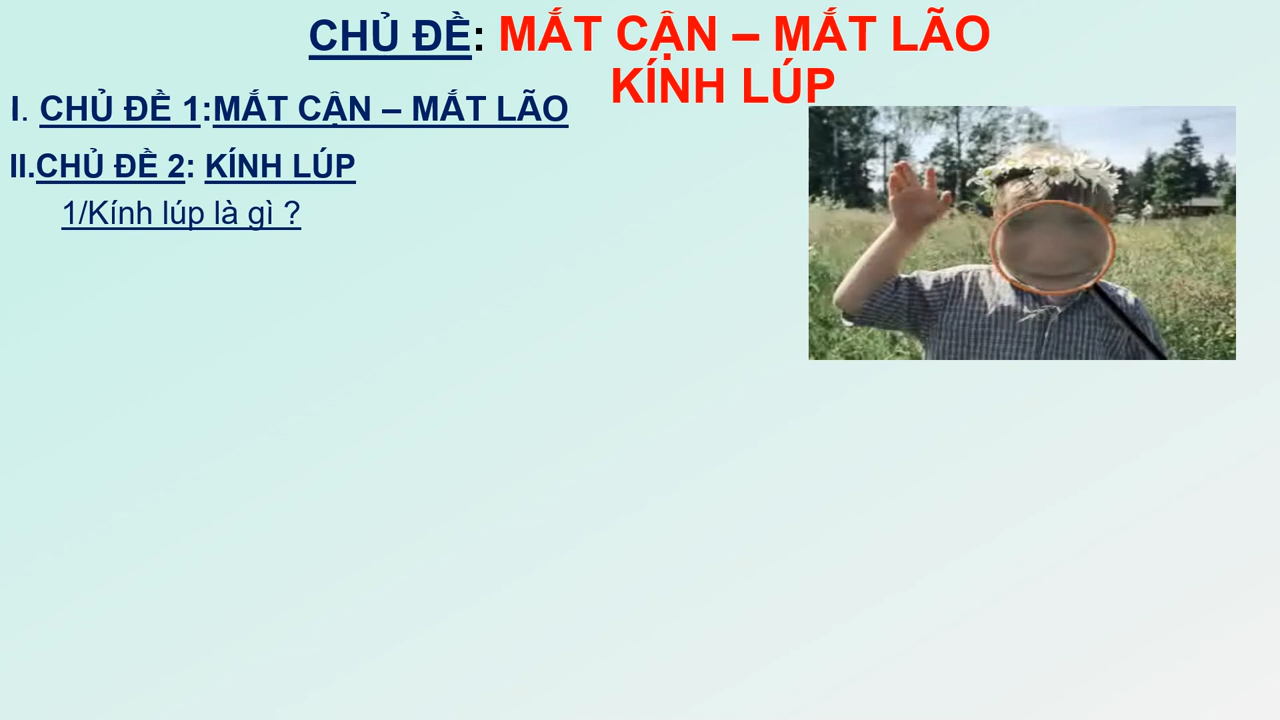 CHỦ ĐỀ: MẮT CẬN – MẮT LÃO
KÍNH LÚP
I. CHỦ ĐỀ 1:MẮT CẬN – MẮT LÃO
II.CHỦ ĐỀ 2: KÍNH LÚP
1/Kính lúp là gì ?